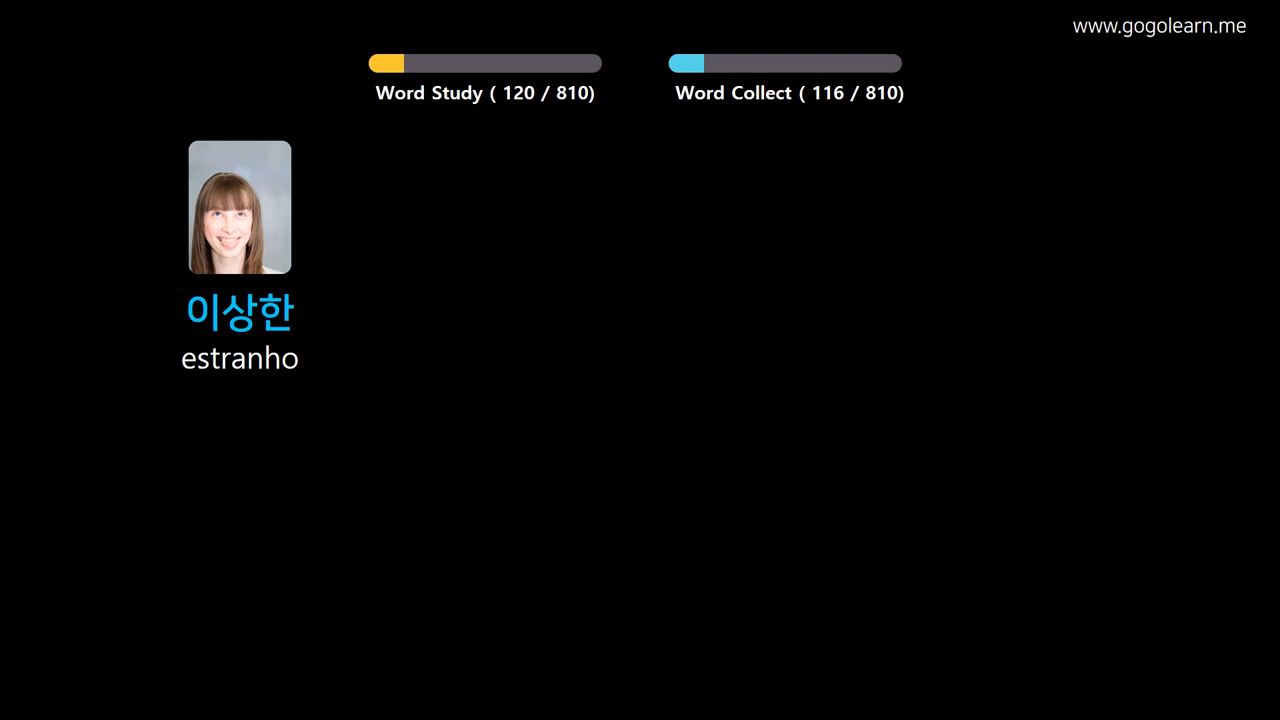 www.gogolearn.me
Word Study ( 120 / 810)
Word Collect ( 116 / 810)
이상한
estranho